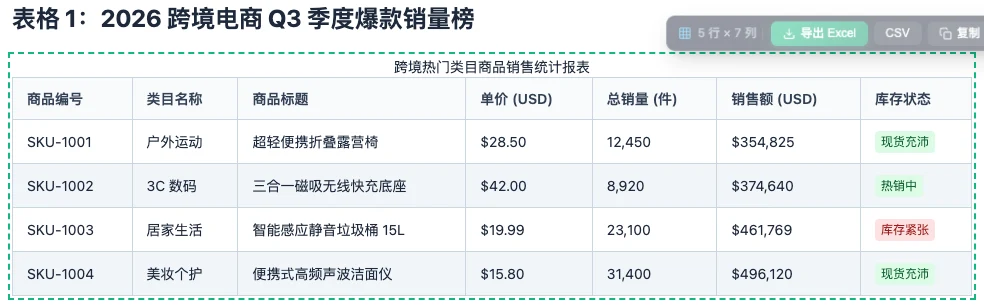 表格 1：2026 跨境电商 Q3 季度爆款销量榜
5 行 × 7 列 导出 Excel CSV 复制
跨境热门类目商品销售统计报表
商品编号 类目名称 商品标题 单价 (USD) 总销量 (件) 销售额 (USD) 库存状态
SKU-1001 户外运动 超轻便携折叠露营椅 $28.50 12,450 $354,825 现货充沛
SKU-1002 3C 数码 三合一磁吸无线快充底座 $42.00 8,920 $374,640 热销中
SKU-1003 居家生活 智能感应静音垃圾桶 15L $19.99 23,100 $461,769 库存紧张
SKU-1004 美妆个护 便携式高频声波洁面仪 $15.80 31,400 $496,120 现货充沛